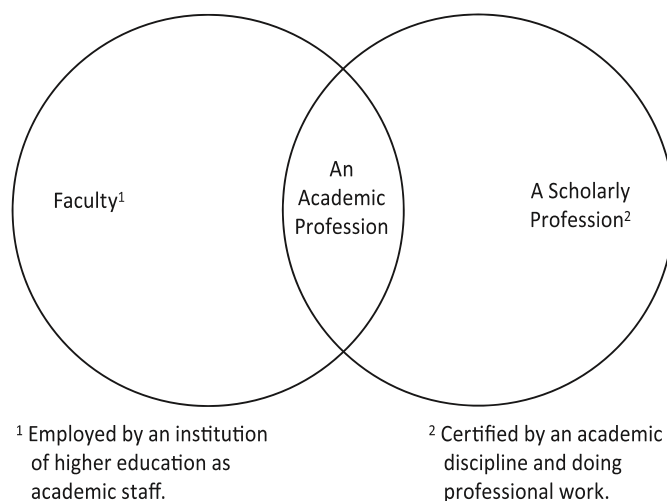 Faculty¹
An
Academic
Profession
A Scholarly
Profession²
¹ Employed by an institution
of higher education as
academic staff.
² Certified by an academic
discipline and doing
professional work.